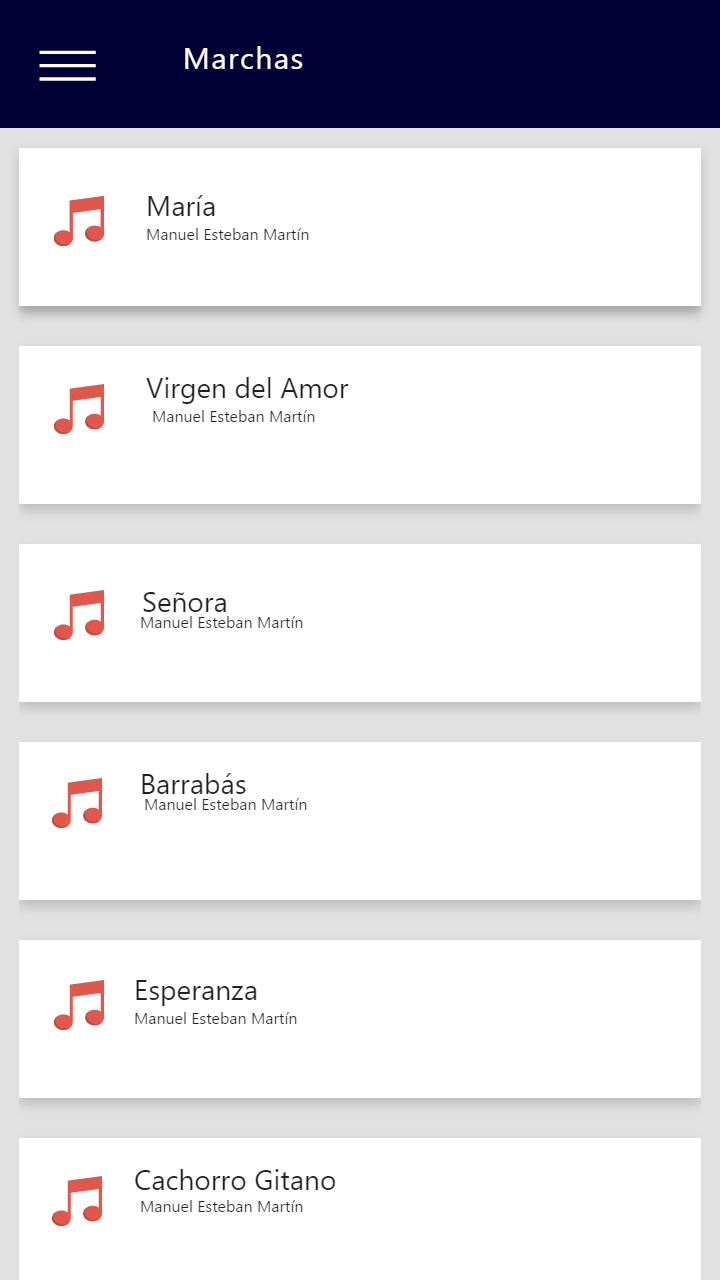 Marchas
María
Manuel Esteban Martín
Virgen del Amor
Manuel Esteban Martín
Señora
Manuel Esteban Martín
Barrabás
Manuel Esteban Martín
Esperanza
Manuel Esteban Martín
Cachorro Gitano
Manuel Esteban Martín